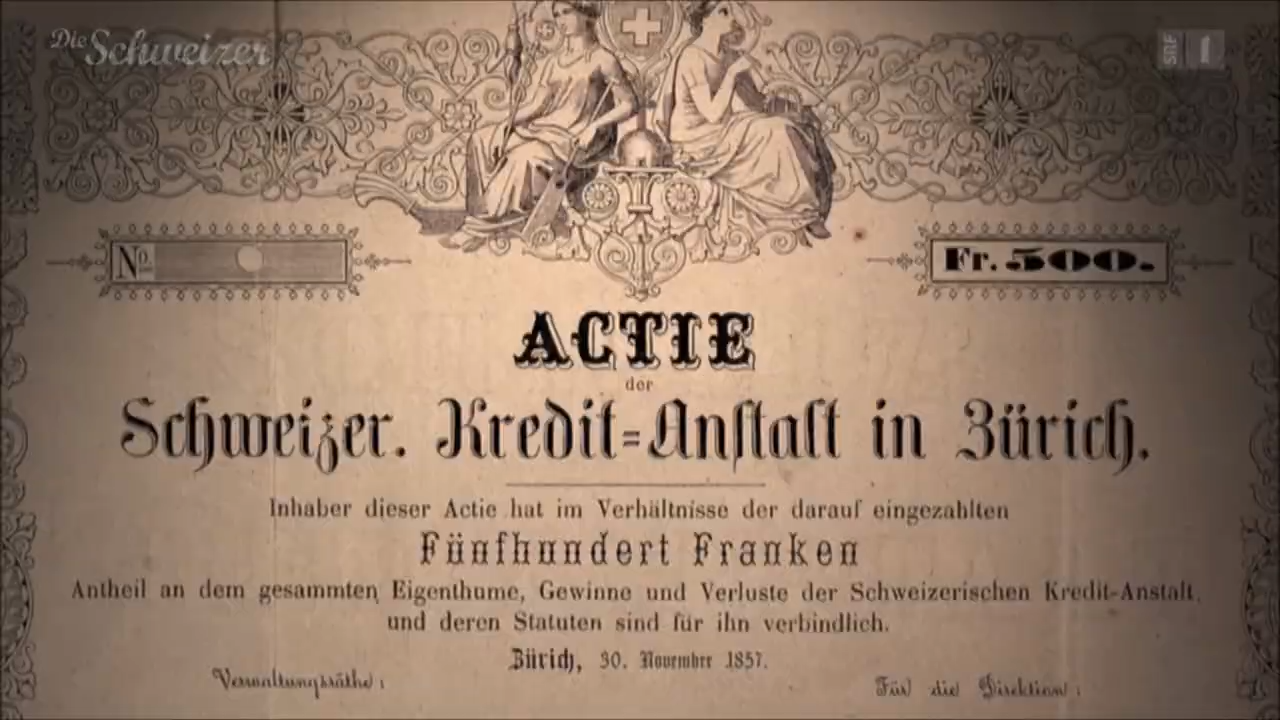 Die Schweizer
SRF 1
No.
Fr. 500.
ACTIE
der
Schweizer. Kredit=Anstalt in Zürich.
Inhaber dieser Actie hat im Verhältnisse der darauf eingezahlten
Fünfhundert Franken
Antheil an dem gesammten Eigenthume, Gewinne und Verluste der Schweizerischen Kredit-Anstalt,
und deren Statuten sind für ihn verbindlich.
Zürich, 30. November 1857.
Verwaltungsräthe:
Für die Direktion: